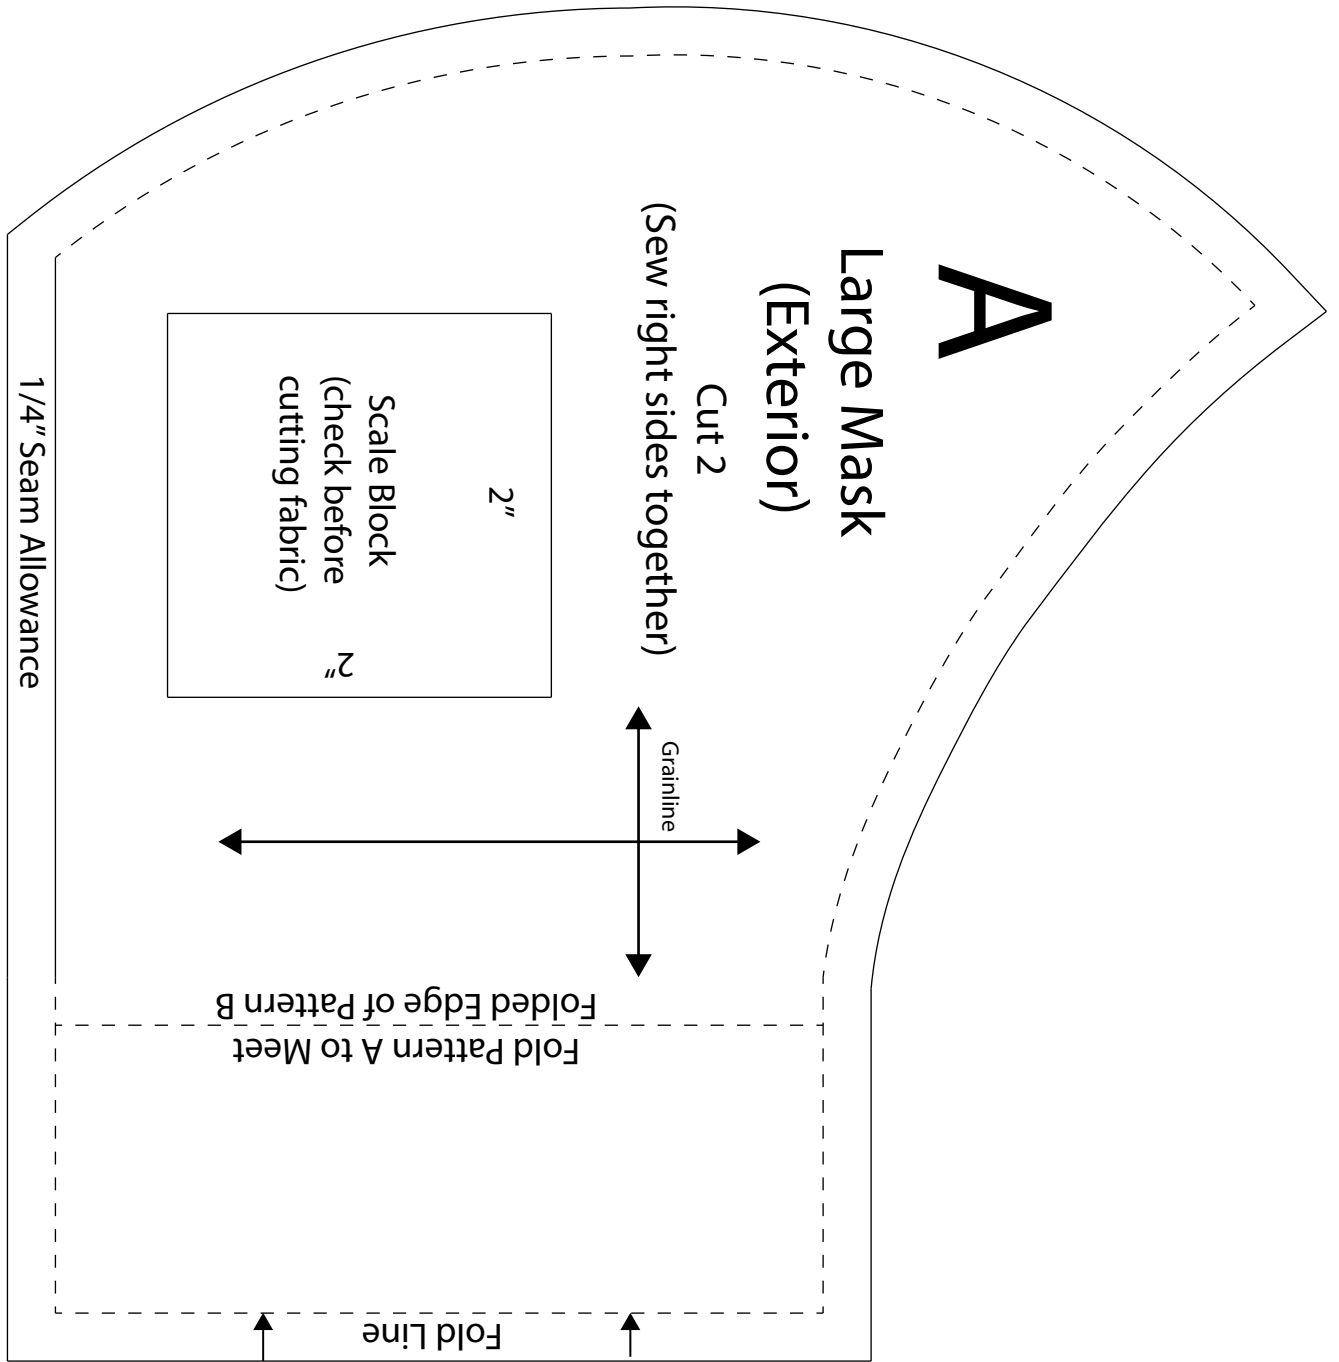 A
Large Mask
(Exterior)
Cut 2
(Sew right sides together)
2"
Scale Block
(check before
cutting fabric)
2"
1/4" Seam Allowance
Grainline
Folded Edge of Pattern B
Fold Pattern A to Meet
Fold Line